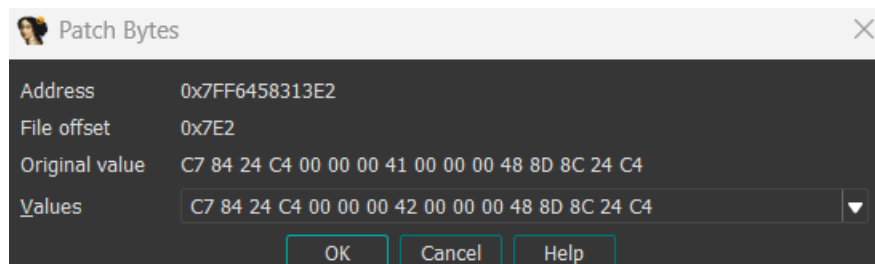 Patch Bytes
Address 0x7FF6458313E2
File offset 0x7E2
Original value C7 84 24 C4 00 00 00 41 00 00 00 48 8D 8C 24 C4
Values C7 84 24 C4 00 00 00 42 00 00 00 48 8D 8C 24 C4
OK Cancel Help